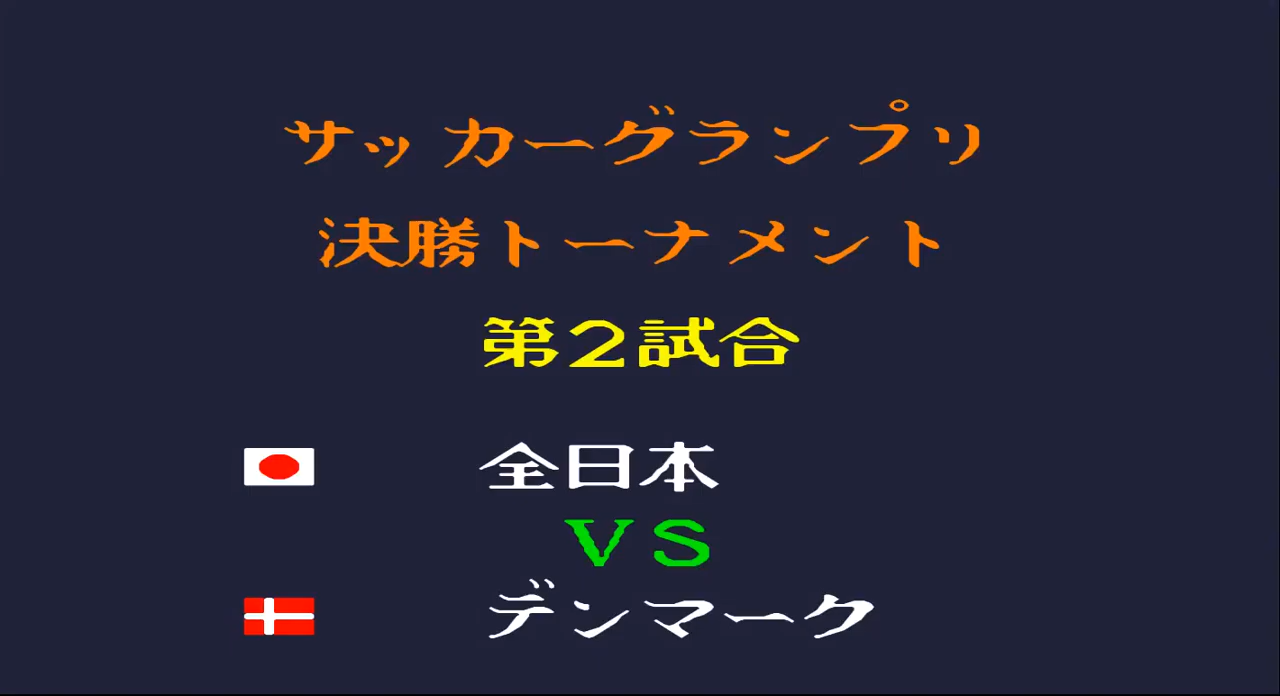 サッカーグランプリ
決勝トーナメント
第2試合
全日本
VS
デンマーク